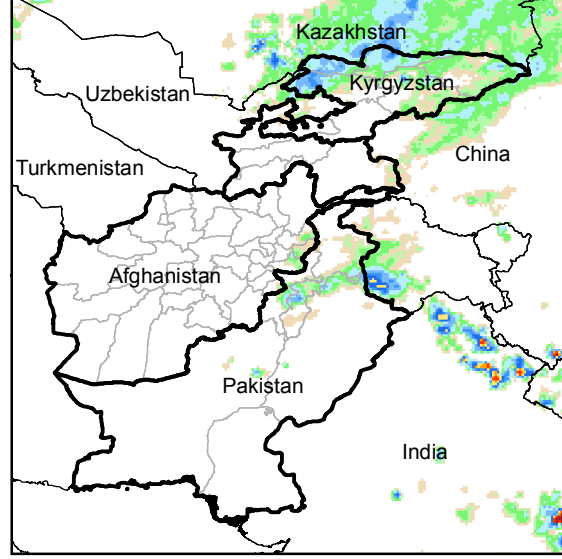 Kazakhstan
Kyrgyzstan
Uzbekistan
China
Turkmenistan
Afghanistan
Pakistan
India